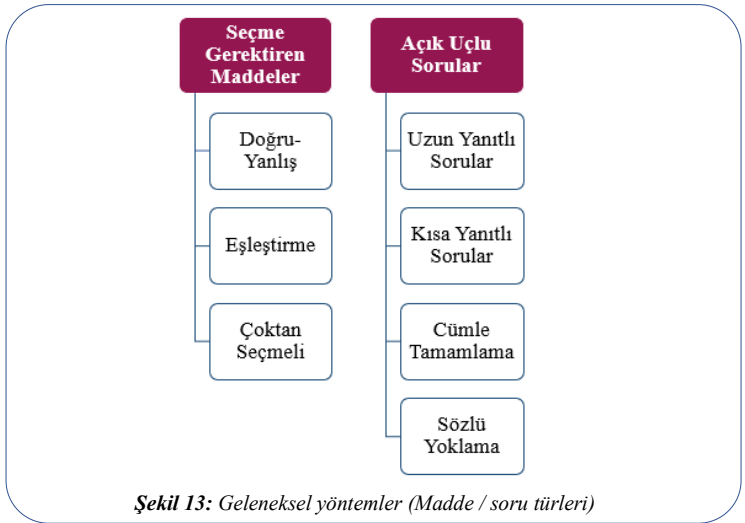 Seçme
Gerektiren
Maddeler
Doğru-
Yanlış
Eşleştirme
Çoktan
Seçmeli
Açık Uçlu
Sorular
Uzun Yanıtlı
Sorular
Kısa Yanıtlı
Sorular
Cümle
Tamamlama
Sözlü
Yoklama
Şekil 13: Geleneksel yöntemler (Madde / soru türleri)